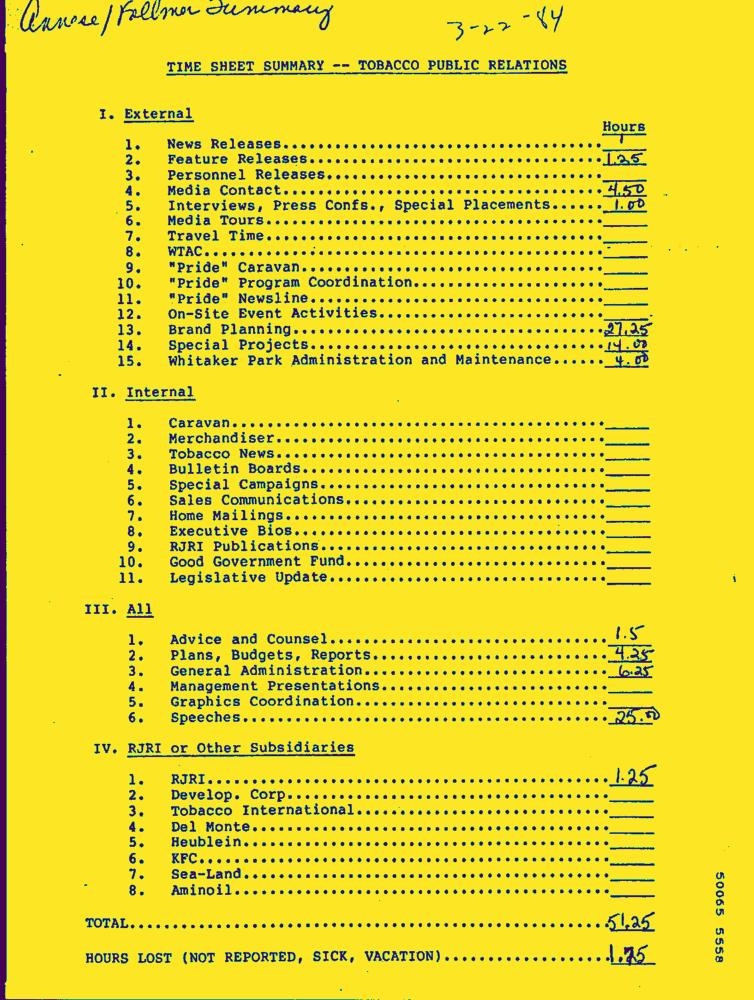 Annese/Follmer Summary
3-22-84
TIME SHEET SUMMARY -- TOBACCO PUBLIC RELATIONS
I. External
Hours
1. News Releases
2. Feature Releases 1.25
3. Personnel Releases
4. Media Contact 4.50
5. Interviews, Press Confs., Special Placements 1.00
6. Media Tours
7. Travel Time
8. WTAC
9. "Pride" Caravan
10. "Pride" Program Coordination
11. "Pride" Newsline
12. On-Site Event Activities
13. Brand Planning
14. Special Projects 14.00
15. Whitaker Park Administration and Maintenance 4.00
II. Internal
1. Caravan
2. Merchandiser
3. Tobacco News
4. Bulletin Boards
5. Special Campaigns
6. Sales Communications
7. Home Mailings
8. Executive Bios
9. RJRI Publications
10. Good Government Fund
11. Legislative Update
III. All
1. Advice and Counsel 1.5
2. Plans, Budgets, Reports 4.25
3. General Administration 6.25
4. Management Presentations
5. Graphics Coordination
6. Speeches 25.00
IV. RJRI or Other Subsidiaries
1. RJRI 1.25
2. Develop. Corp.
3. Tobacco International
4. Del Monte
5. Heublein
6. KFC
7. Sea-Land
8. Aminoil
TOTAL 51.25
HOURS LOST (NOT REPORTED, SICK, VACATION)
50065 5558